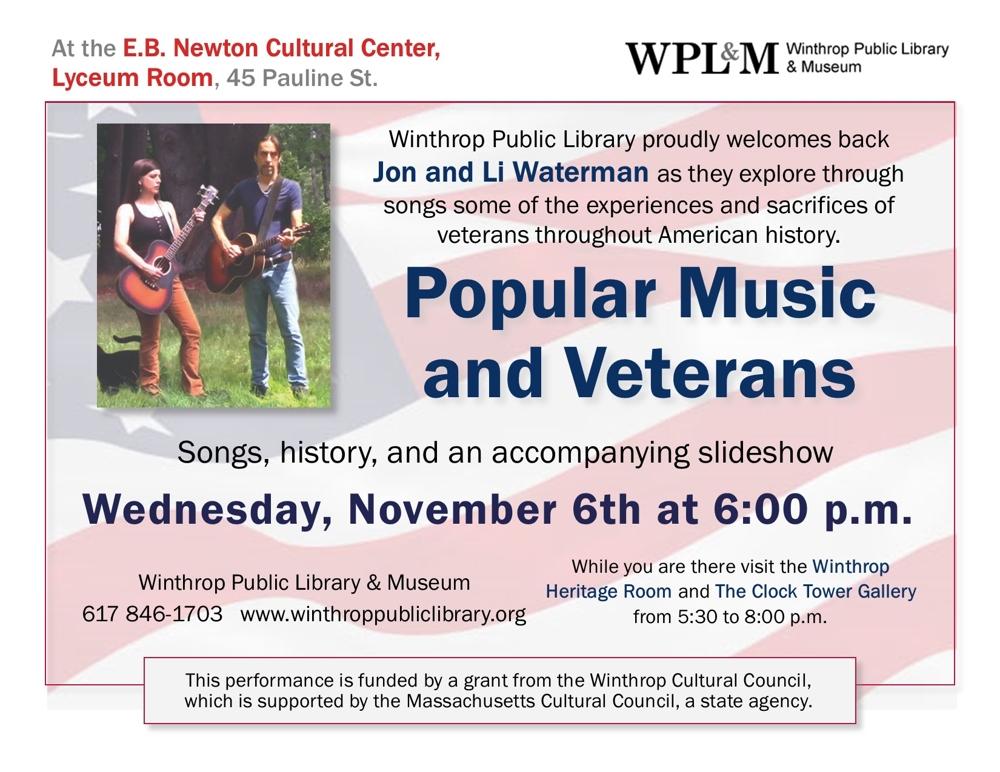 At the E.B. Newton Cultural Center,
Lyceum Room, 45 Pauline St.
WPL&M Winthrop Public Library
& Museum
Winthrop Public Library proudly welcomes back
Jon and Li Waterman as they explore through
songs some of the experiences and sacrifices of
veterans throughout American history.
Popular Music
and Veterans
Songs, history, and an accompanying slideshow
Wednesday, November 6th at 6:00 p.m.
Winthrop Public Library & Museum
617 846-1703 www.winthroppubliclibrary.org
While you are there visit the Winthrop
Heritage Room and The Clock Tower Gallery
from 5:30 to 8:00 p.m.
This performance is funded by a grant from the Winthrop Cultural Council,
which is supported by the Massachusetts Cultural Council, a state agency.